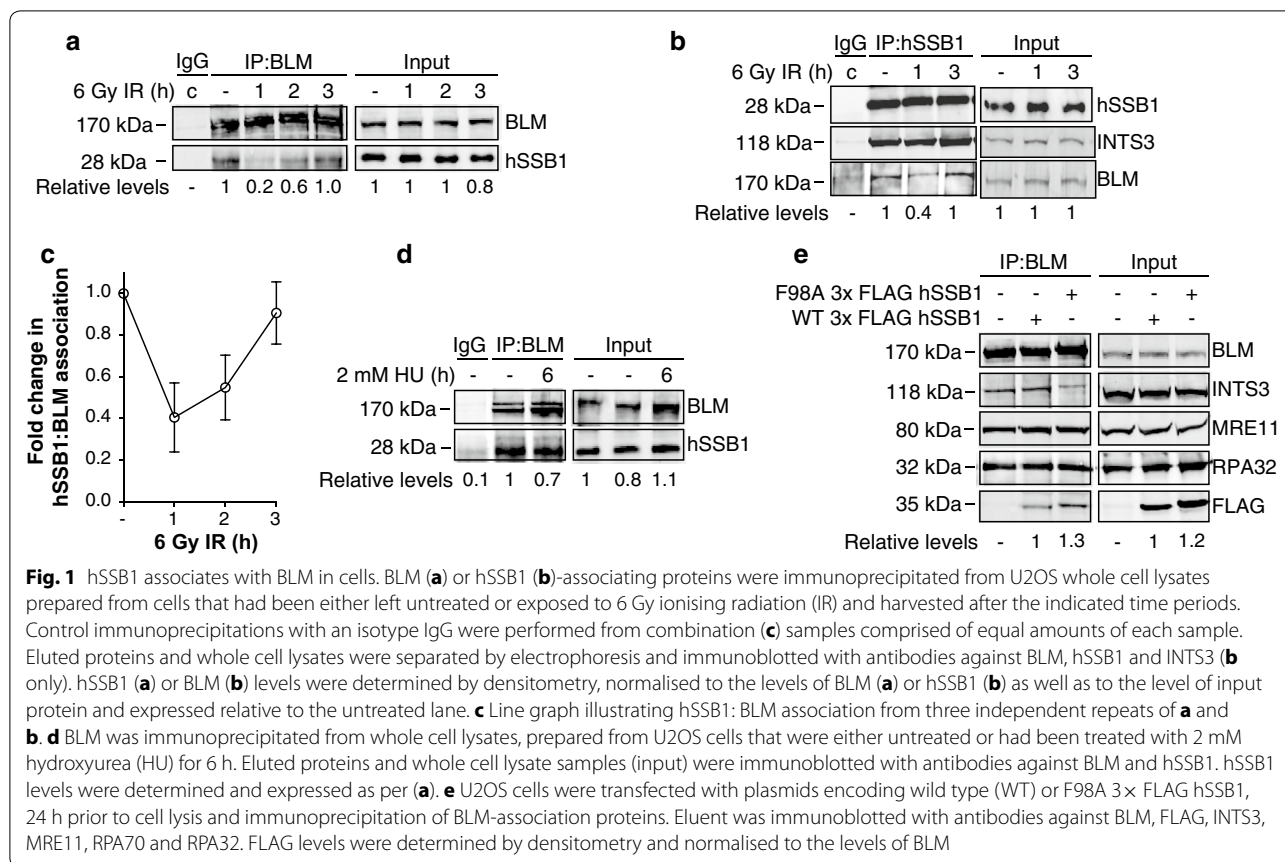 a
IgG IP:BLM Input
6 Gy IR (h) c - 1 2 3 - 1 2 3
170 kDa BLM
28 kDa hSSB1
Relative levels - 1 0.2 0.6 1.0 1 1 1 0.8
b
IgG IP:hSSB1 Input
6 Gy IR (h) c - 1 3 - 1 3
28 kDa hSSB1
118 kDa INTS3
170 kDa BLM
Relative levels - 1 0.4 1 1 1 1
c
Fold change in
hSSB1:BLM association
1.0
0.8
0.6
0.4
0.2
0.0
- 1 2 3
6 Gy IR (h)
d
IgG IP:BLM Input
2 mM HU (h) - - 6 - - 6
170 kDa BLM
28 kDa hSSB1
Relative levels 0.1 1 0.7 1 0.8 1.1
e
IP:BLM Input
F98A 3x FLAG hSSB1 - - + - - +
WT 3x FLAG hSSB1 - + - - + -
170 kDa BLM
118 kDa INTS3
80 kDa MRE11
32 kDa RPA32
35 kDa FLAG
Relative levels - 1 1.3 - 1 1.2
Fig. 1 hSSB1 associates with BLM in cells. BLM (a) or hSSB1 (b)-associating proteins were immunoprecipitated from U2OS whole cell lysates
prepared from cells that had been either left untreated or exposed to 6 Gy ionising radiation (IR) and harvested after the indicated time periods.
Control immunoprecipitations with an isotype IgG were performed from combination (c) samples comprised of equal amounts of each sample.
Eluted proteins and whole cell lysates were separated by electrophoresis and immunoblotted with antibodies against BLM, hSSB1 and INTS3 (b
only). hSSB1 (a) or BLM (b) levels were determined by densitometry, normalised to the levels of BLM (a) or hSSB1 (b) as well as to the level of input
protein and expressed relative to the untreated lane. c Line graph illustrating hSSB1: BLM association from three independent repeats of a and
b. d BLM was immunoprecipitated from whole cell lysates, prepared from U2OS cells that were either untreated or had been treated with 2 mM
hydroxyurea (HU) for 6 h. Eluted proteins and whole cell lysate samples (input) were immunoblotted with antibodies against BLM and hSSB1. hSSB1
levels were determined and expressed as per (a). e U2OS cells were transfected with plasmids encoding wild type (WT) or F98A 3× FLAG hSSB1,
24 h prior to cell lysis and immunoprecipitation of BLM-association proteins. Eluent was immunoblotted with antibodies against BLM, FLAG, INTS3,
MRE11, RPA70 and RPA32. FLAG levels were determined by densitometry and normalised to the levels of BLM